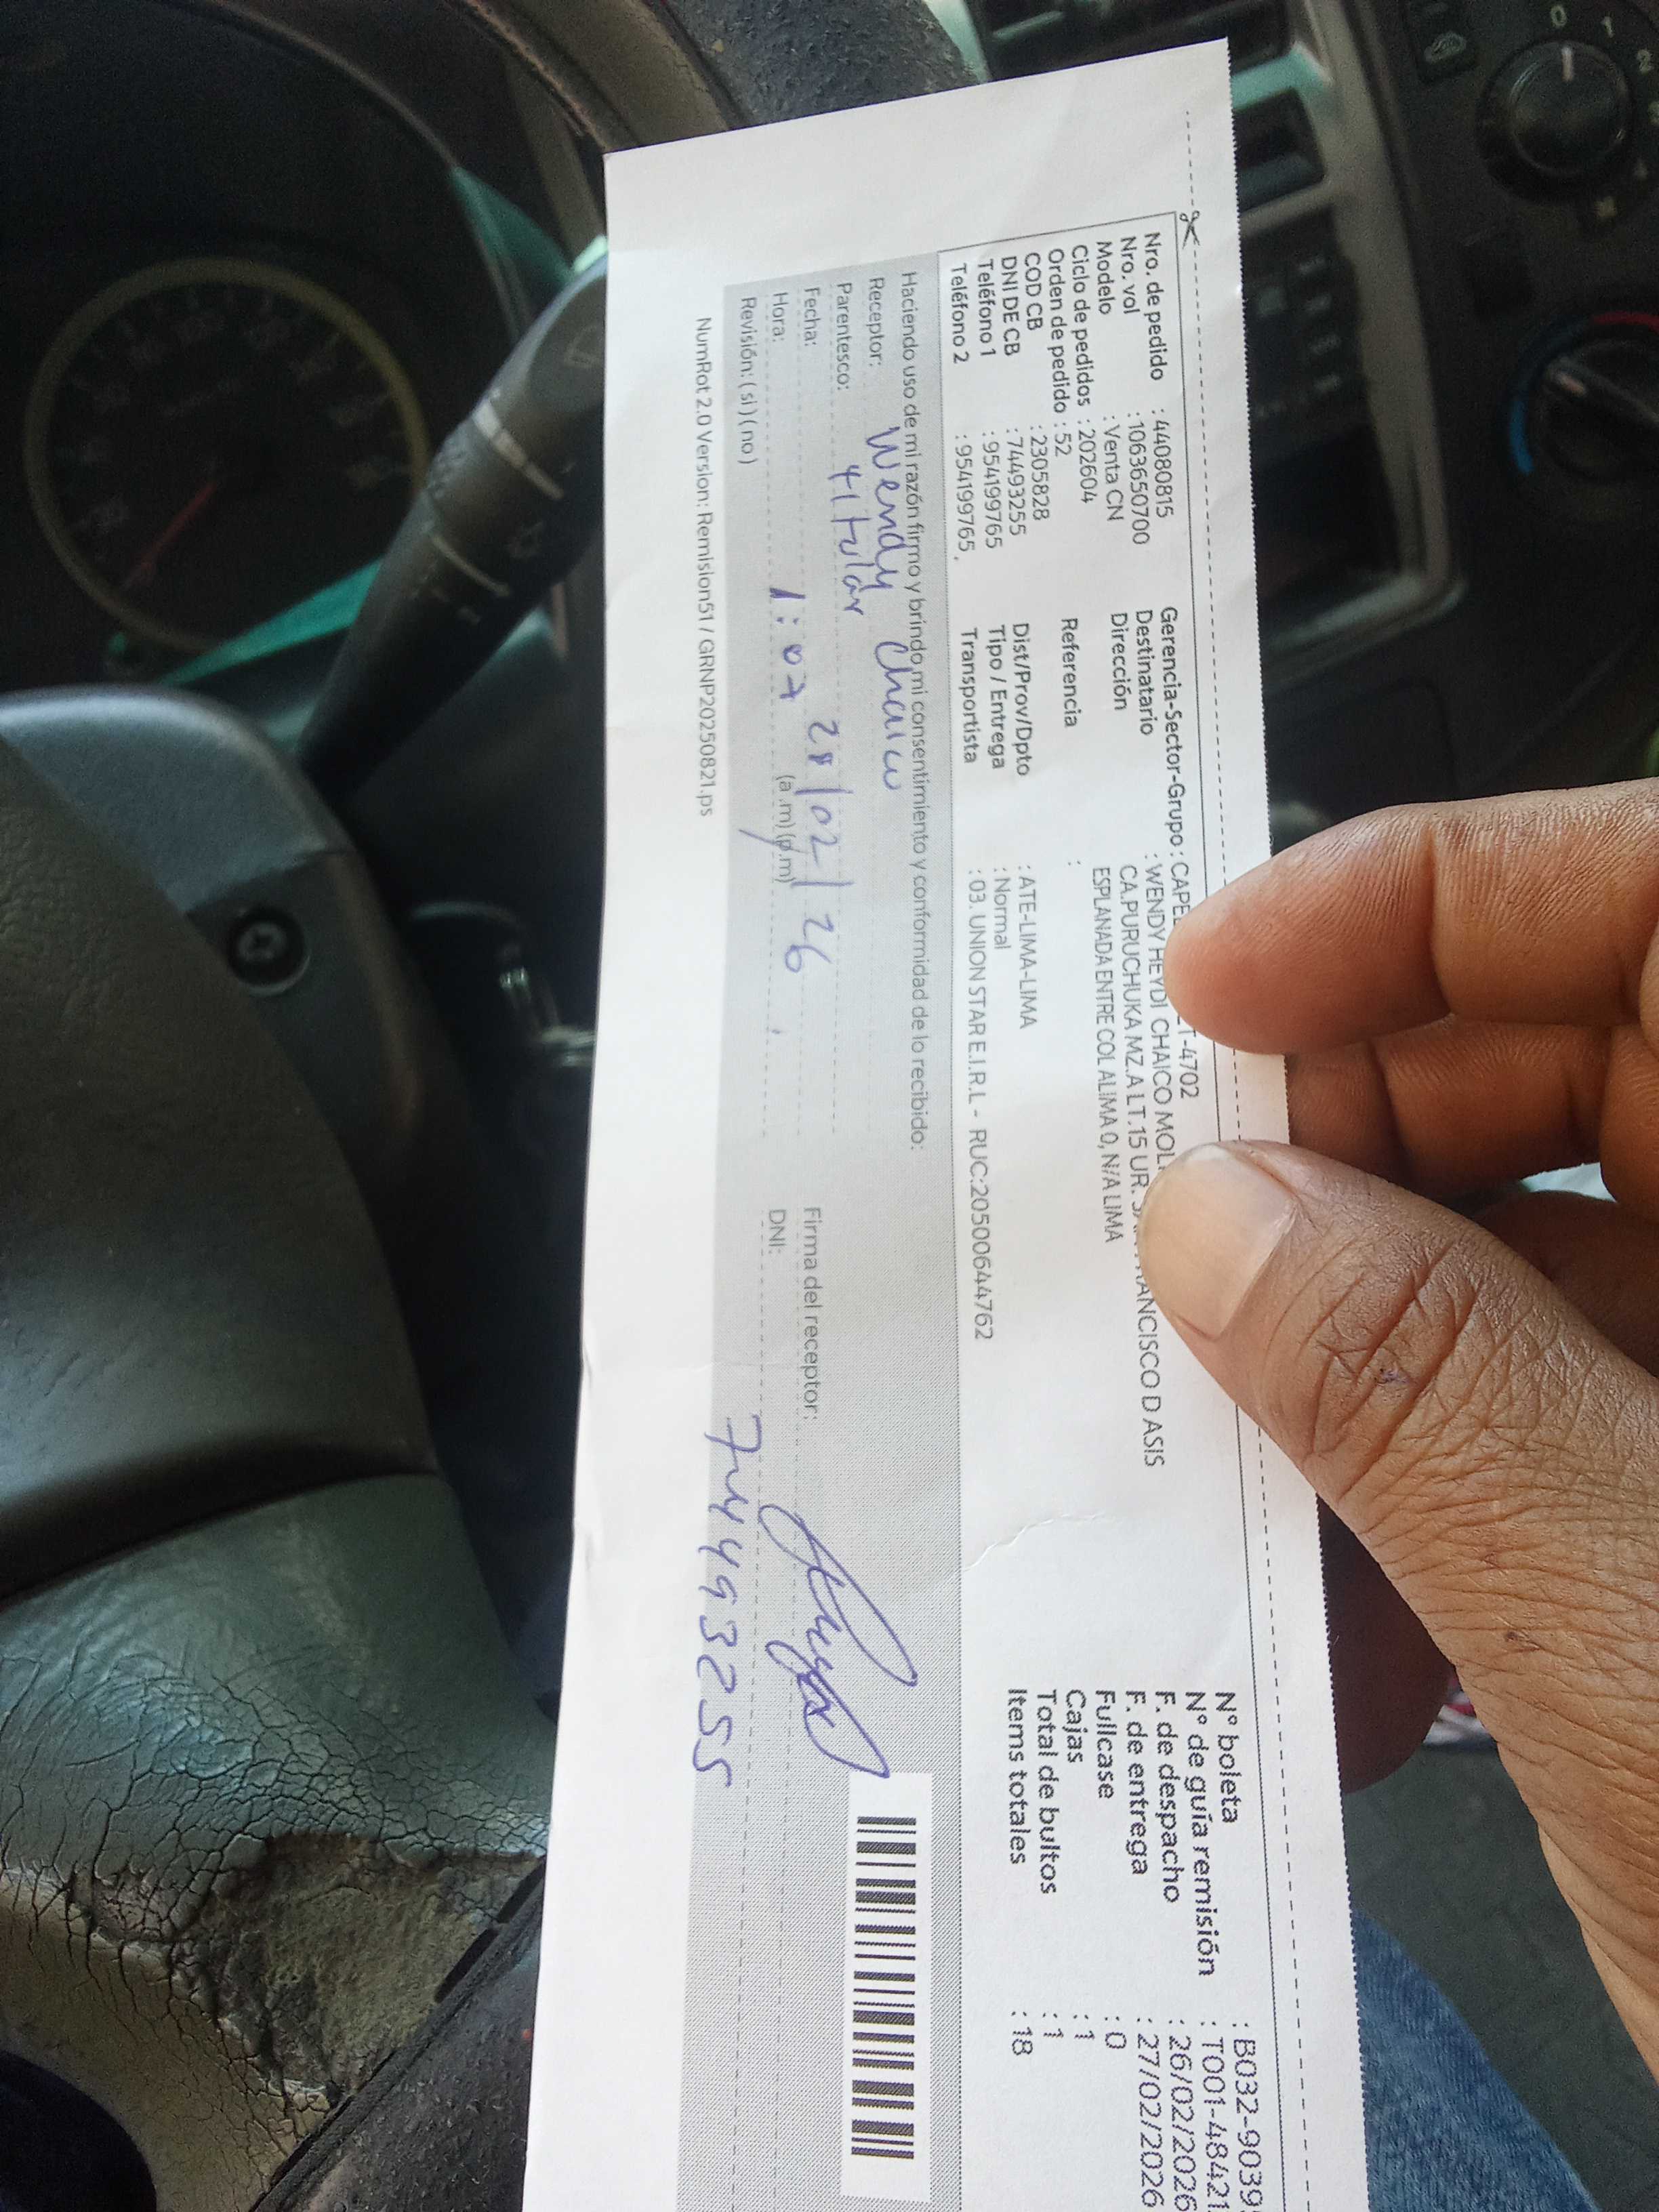 Nro. de pedido : 44080815
Nro. vol : 1063650700
Modelo : Venta CN
Ciclo de pedidos : 202604
Orden de pedido : 52
COD CB : 2305828
DNI DE CB : 74493255
Teléfono 1 : 954199765
Teléfono 2 : 954199765.
Gerencia-Sector-Grupo : -4702
Destinatario : WENDY HEYDI CHAICO
Dirección CA.PURUCHUKA MZ.A LT.15 UR. D ASIS
ESPLANADA ENTRE COL ALIMA 0, N/A LIMA
Referencia :
Dist/Prov/Dpto : ATE-LIMA-LIMA
Tipo / Entrega : Normal
Transportista : 03. UNION STAR E.I.R.L - RUC:20500644762
N° boleta : B032-9039
N° de guía remisión : T001-48421
F. de despacho : 26/02/2026
F. de entrega : 27/02/2026
Fullcase : 0
Cajas : 1
Total de bultos : 1
Items totales : 18
Haciendo uso de mi razón firmo y brindo mi consentimiento y conformidad de lo recibido:
Receptor: Wendy Chaico
Parentesco: titular
Fecha: 28/02/26
Hora: 1:07 (a.m) (p.m)
Revisión: ( si ) ( no )
Firma del receptor:
DNI: 74493255
NumRot 2.0 Version: Remision51 / GRNP20250821.ps
0
1
2